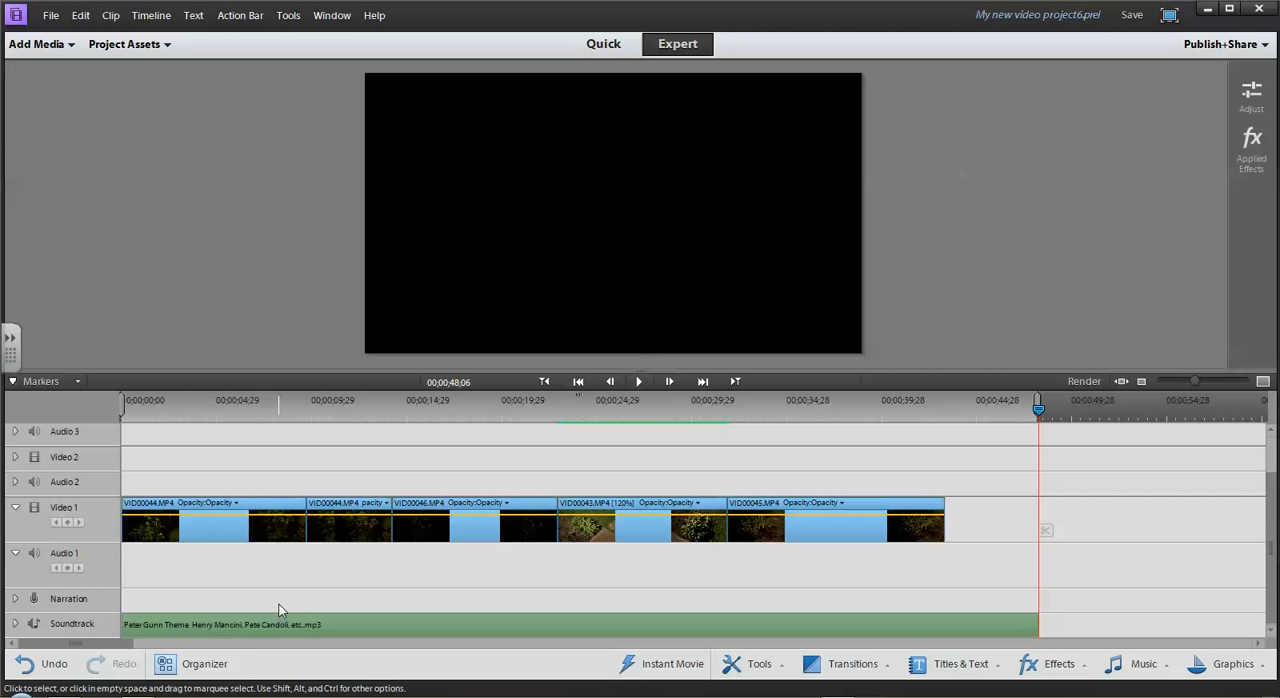 File Edit Clip Timeline Text Action Bar Tools Window Help My new video project6.prel Save
Add Media Project Assets Quick Expert Publish+Share
Adjust
fx
Applied
Effects
Markers 00;00;48;06 Render
0;00;00;00 00;00;04;29 00;00;09;29 00;00;14;29 00;00;19;29 00;00;24;29 00;00;29;29 00;00;34;28 00;00;39;28 00;00;44;28 00;00;49;28 00;00;54;28
Audio 3
Video 2
Audio 2
Video 1 VID00044.MP4 Opacity:Opacity VID00044.MP4 pacity VID00046.MP4 Opacity:Opacity VID00043.MP4 [120%] Opacity:Opacity VID00045.MP4 Opacity:Opacity
Audio 1
Narration
Soundtrack Peter Gunn Theme Henry Mancini, Pete Candoli, etc..mp3
Undo Redo Organizer Instant Movie Tools Transitions T Titles & Text fx Effects Music Graphics
Click to select, or click in empty space and drag to marquee select. Use Shift, Alt, and Ctrl for other options.